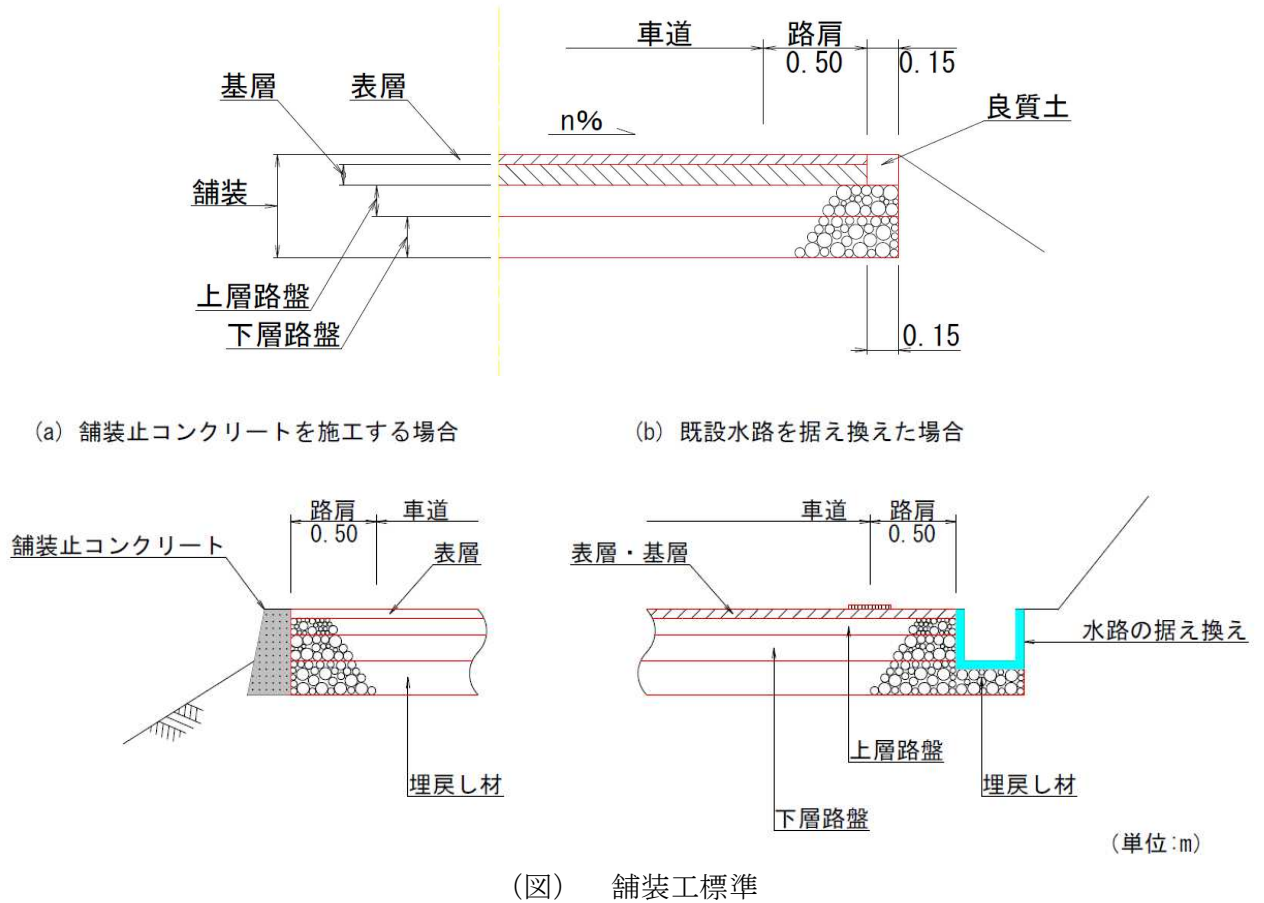 車道
路肩
0.50
0.15
基層
表層
n%
良質土
舗装
上層路盤
下層路盤
0.15
(a) 舗装止コンクリートを施工する場合
(b) 既設水路を据え換えた場合
路肩
0.50
車道
舗装止コンクリート
表層
埋戻し材
車道
路肩
0.50
表層・基層
水路の据え換え
上層路盤
埋戻し材
下層路盤
(単位:m)
(図) 舗装工標準